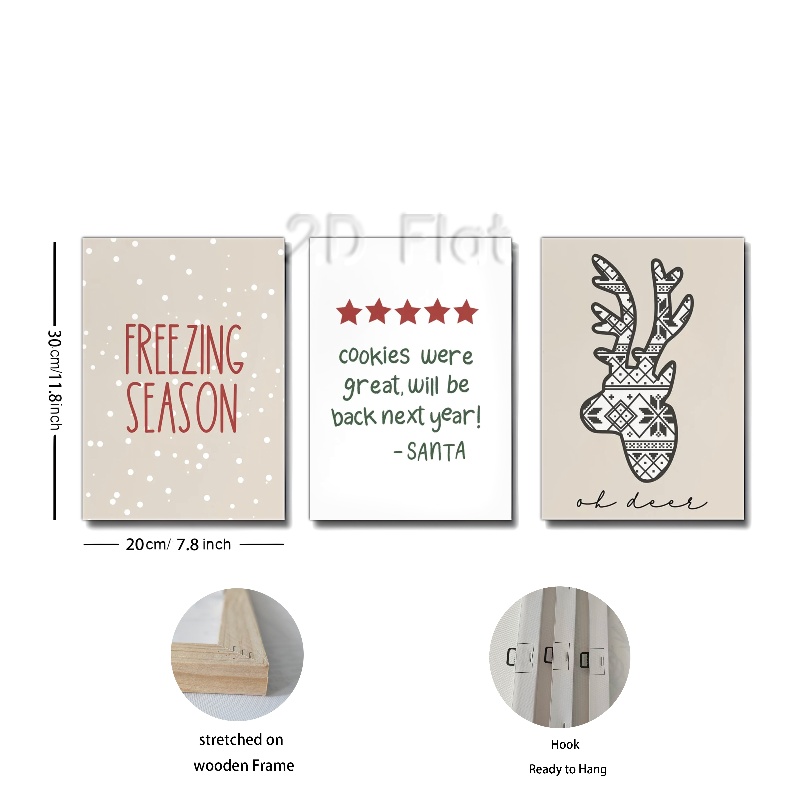 2D Flat
FREEZING
SEASON
cookies were
great, will be
back next year!
-SANTA
oh deer
30cm/11.8inch
20cm/ 7.8 inch
stretched on
wooden Frame
Hook
Ready to Hang